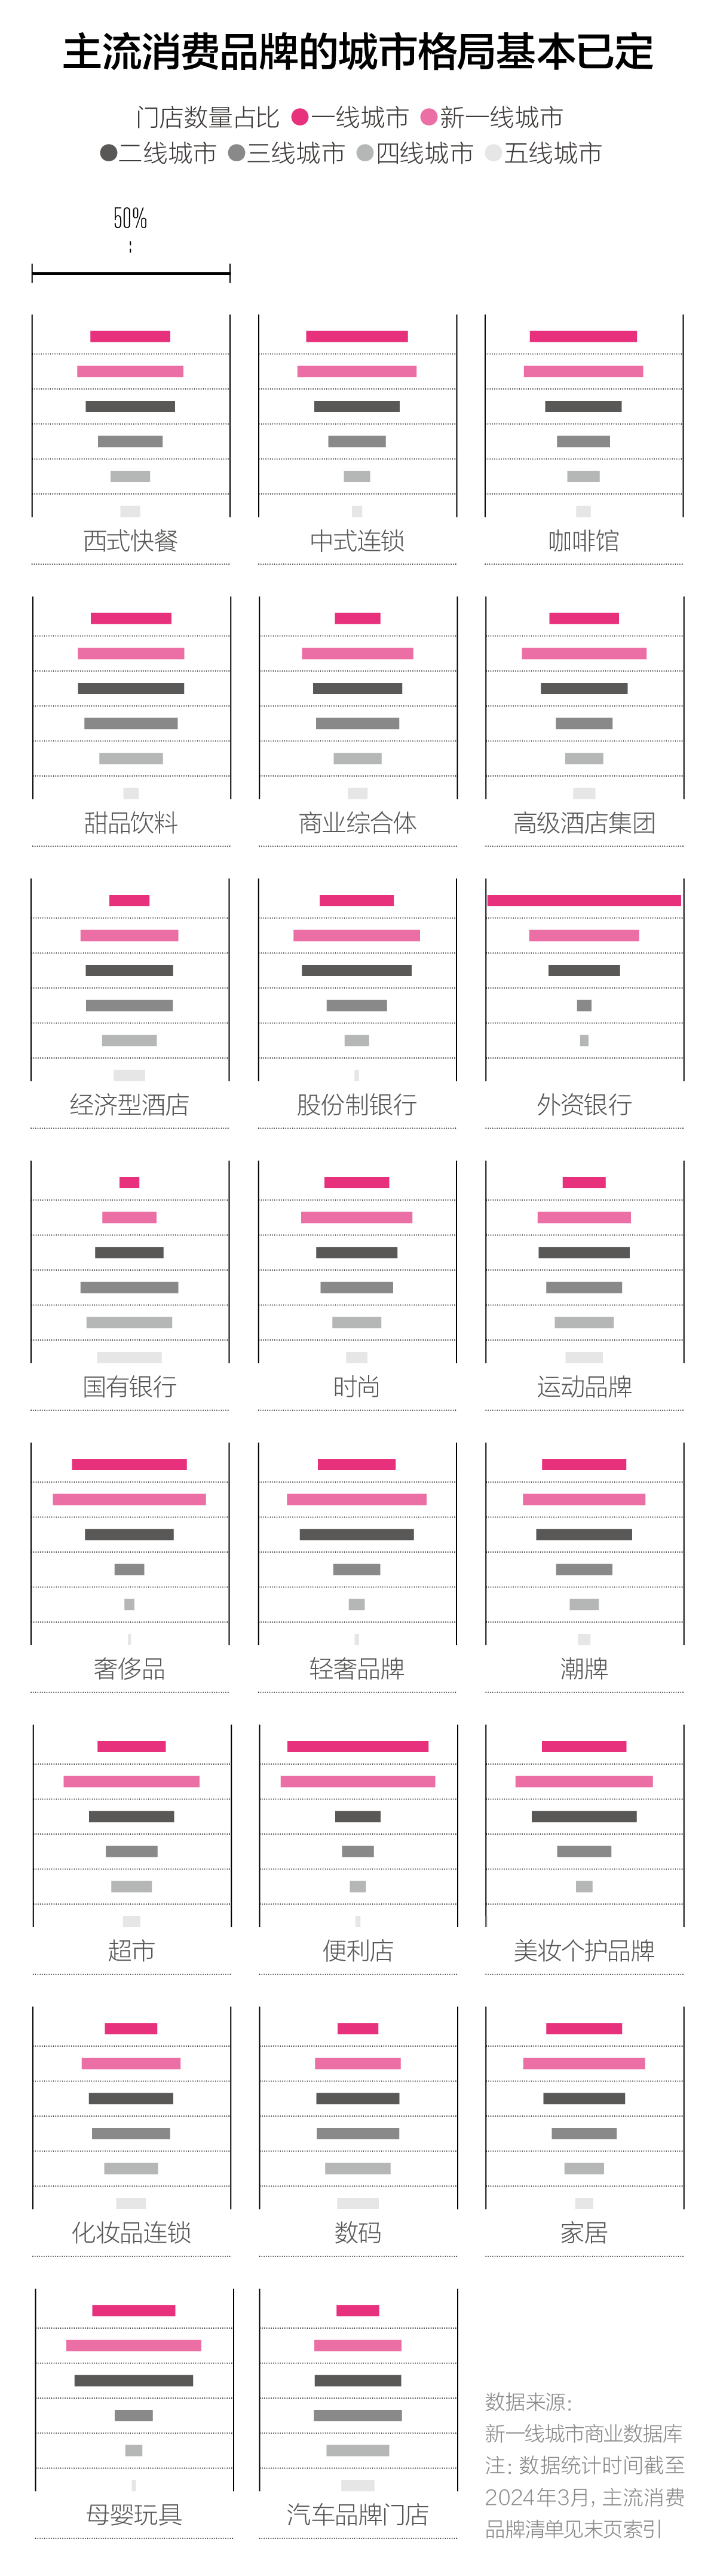 主流消费品牌的城市格局基本已定
门店数量占比 一线城市 新一线城市
二线城市 三线城市 四线城市 五线城市
50%
西式快餐 中式连锁 咖啡馆
甜品饮料 商业综合体 高级酒店集团
经济型酒店 股份制银行 外资银行
国有银行 时尚 运动品牌
奢侈品 轻奢品牌 潮牌
超市 便利店 美妆个护品牌
化妆品连锁 数码 家居
母婴玩具 汽车品牌门店
数据来源：
新一线城市商业数据库
注：数据统计时间截至
2024年3月，主流消费
品牌清单见末页索引